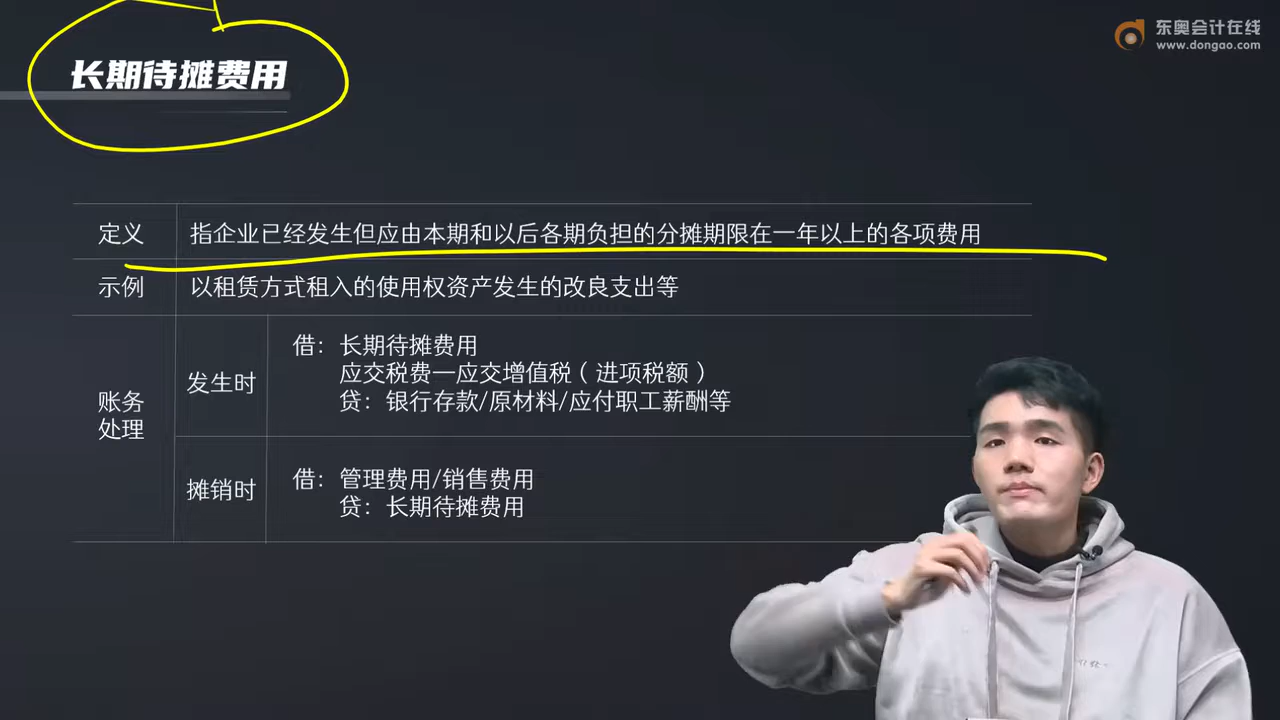 东奥会计在线
www.dongao.com
长期待摊费用
定义 指企业已经发生但应由本期和以后各期负担的分摊期限在一年以上的各项费用
示例 以租赁方式租入的使用权资产发生的改良支出等
账务
处理
发生时
借：长期待摊费用
应交税费—应交增值税（进项税额）
贷：银行存款/原材料/应付职工薪酬等
摊销时
借：管理费用/销售费用
贷：长期待摊费用